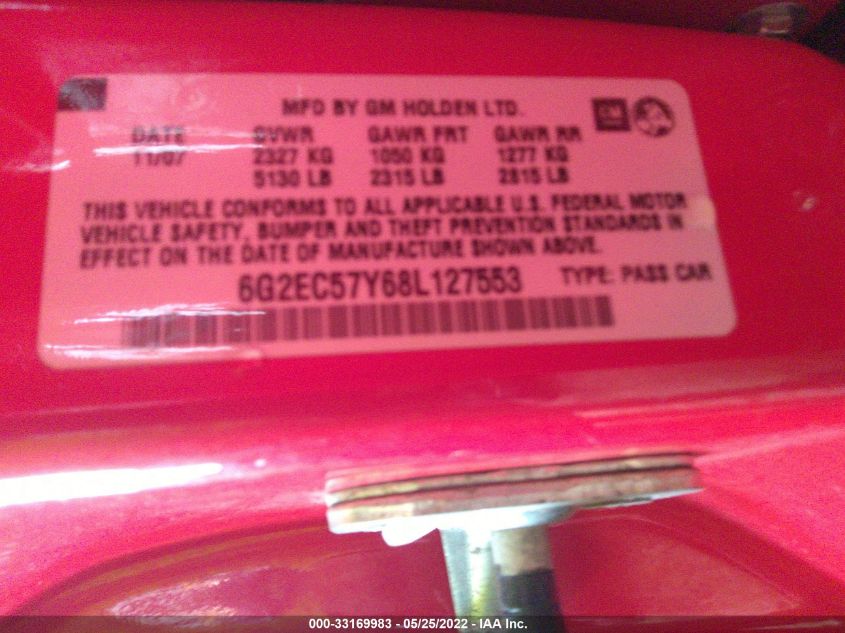 MFD BY GM HOLDEN LTD.
DATE GVWR GAWR FRT GAWR RR
11/07 2327 KG 1050 KG 1277 KG
5130 LB 2315 LB 2815 LB
THIS VEHICLE CONFORMS TO ALL APPLICABLE U.S. FEDERAL MOTOR
VEHICLE SAFETY, BUMPER AND THEFT PREVENTION STANDARDS IN
EFFECT ON THE DATE OF MANUFACTURE SHOWN ABOVE.
6G2EC57Y68L127553 TYPE: PASS CAR
000-33169983 - 05/25/2022 - IAA Inc.